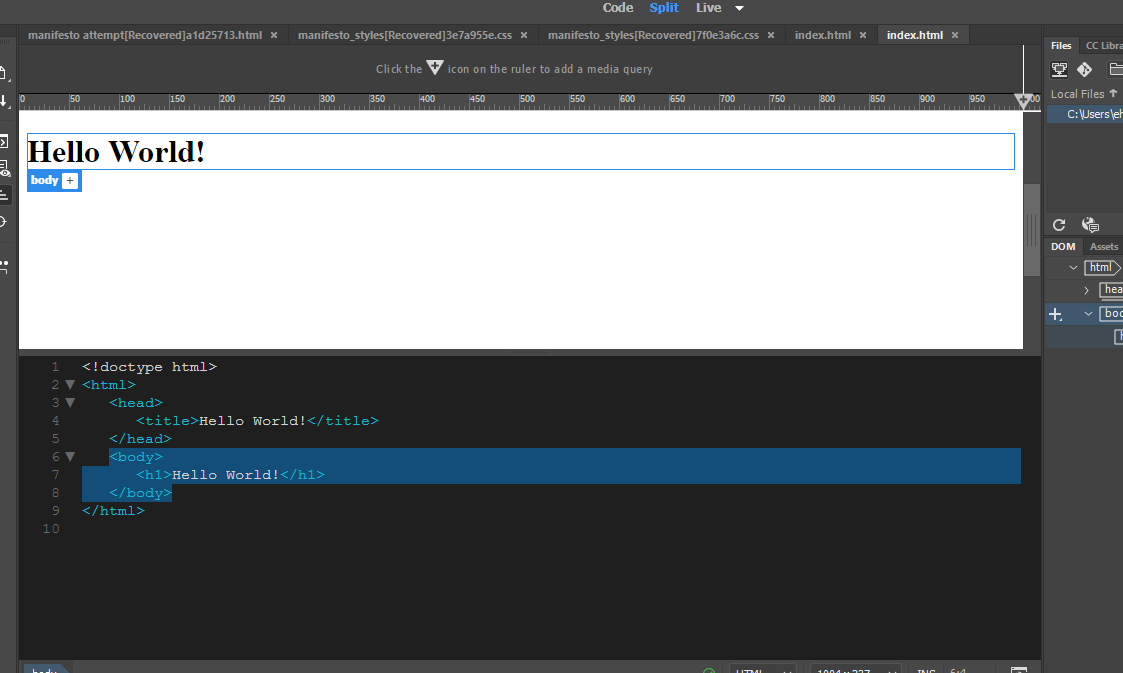 Code Split Live
manifesto attempt[Recovered]a1d25713.html × manifesto_styles[Recovered]3e7a955e.css × manifesto_styles[Recovered]7f0e3a6c.css × index.html × index.html ×
Files CC Libra
Click the icon on the ruler to add a media query
Local Files
0 50 100 150 200 250 300 350 400 450 500 550 600 650 700 750 800 850 900 950 00
C:\Users\eh
Hello World!
body +
DOM Assets
html
hea
boo
1 <!doctype html>
2 <html>
3 <head>
4 <title>Hello World!</title>
5 </head>
6 <body>
7 <h1>Hello World!</h1>
8 </body>
9 </html>
10
body HTML INS